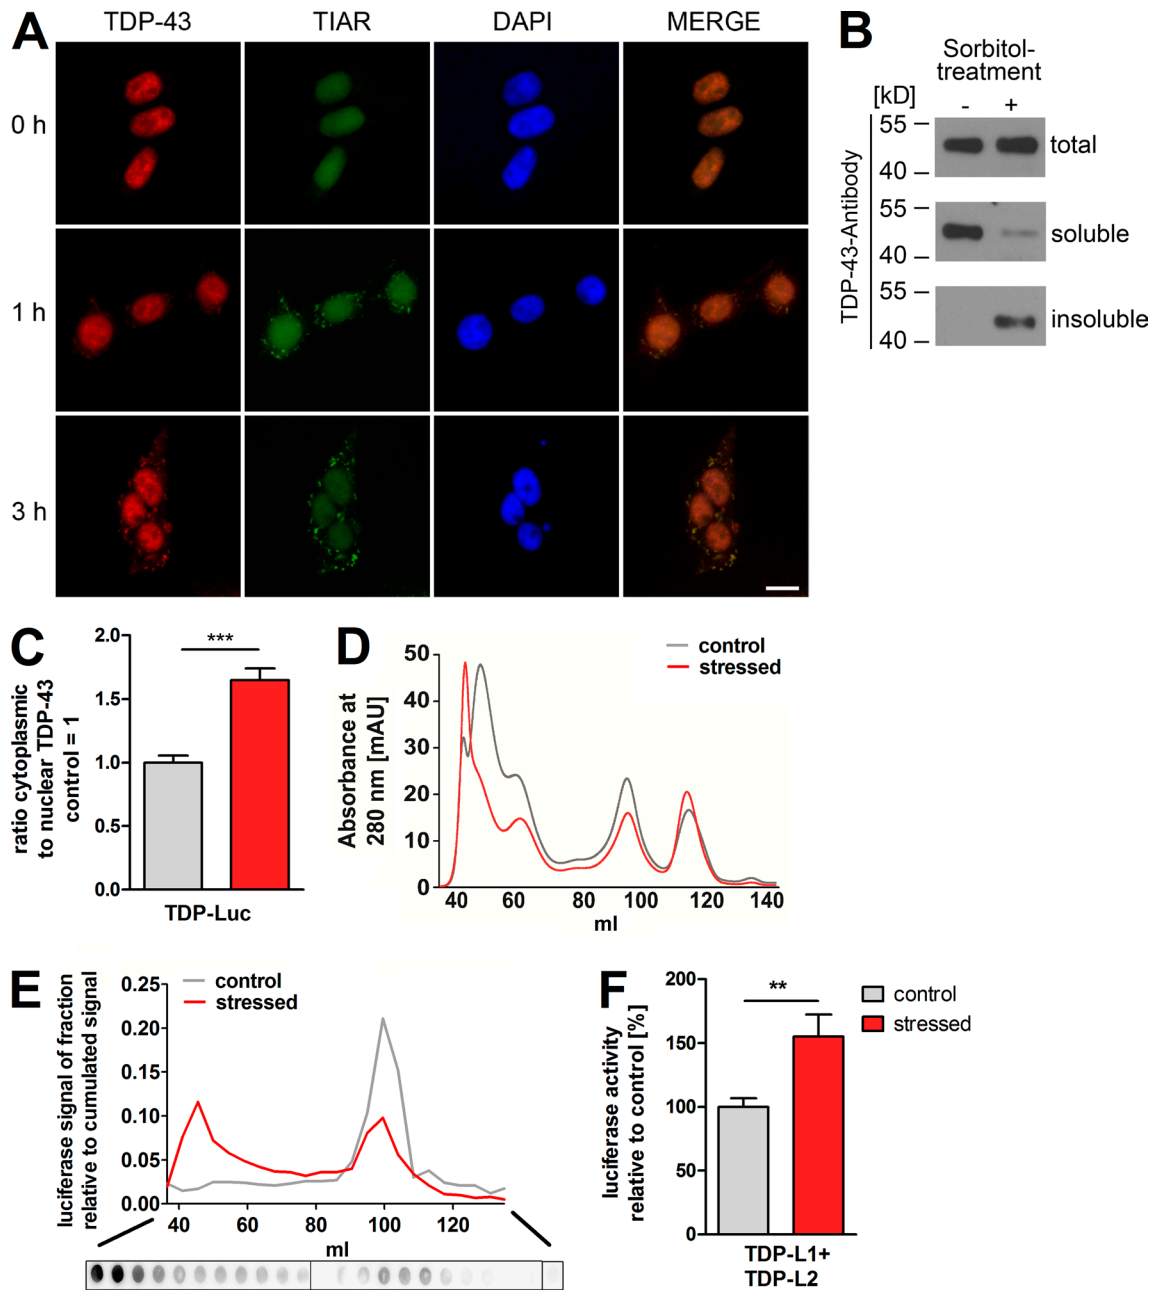 A
TDP-43 TIAR DAPI MERGE
0 h
1 h
3 h
B
Sorbitol-
treatment
[kD] - +
TDP-43-Antibody
55
40
total
55
40
soluble
55
40
insoluble
C
ratio cytoplasmic
to nuclear TDP-43
control = 1
2.0
1.5
1.0
0.5
0.0
***
TDP-Luc
D
control
stressed
Absorbance at
280 nm [mAU]
50
40
30
20
10
0
40 60 80 100 120 140
ml
E
control
stressed
luciferase signal of fraction
relative to cumulated signal
0.25
0.20
0.15
0.10
0.05
0.00
40 60 80 100 120
ml
F
luciferase activity
relative to control [%]
200
150
100
50
0
**
control
stressed
TDP-L1+
TDP-L2